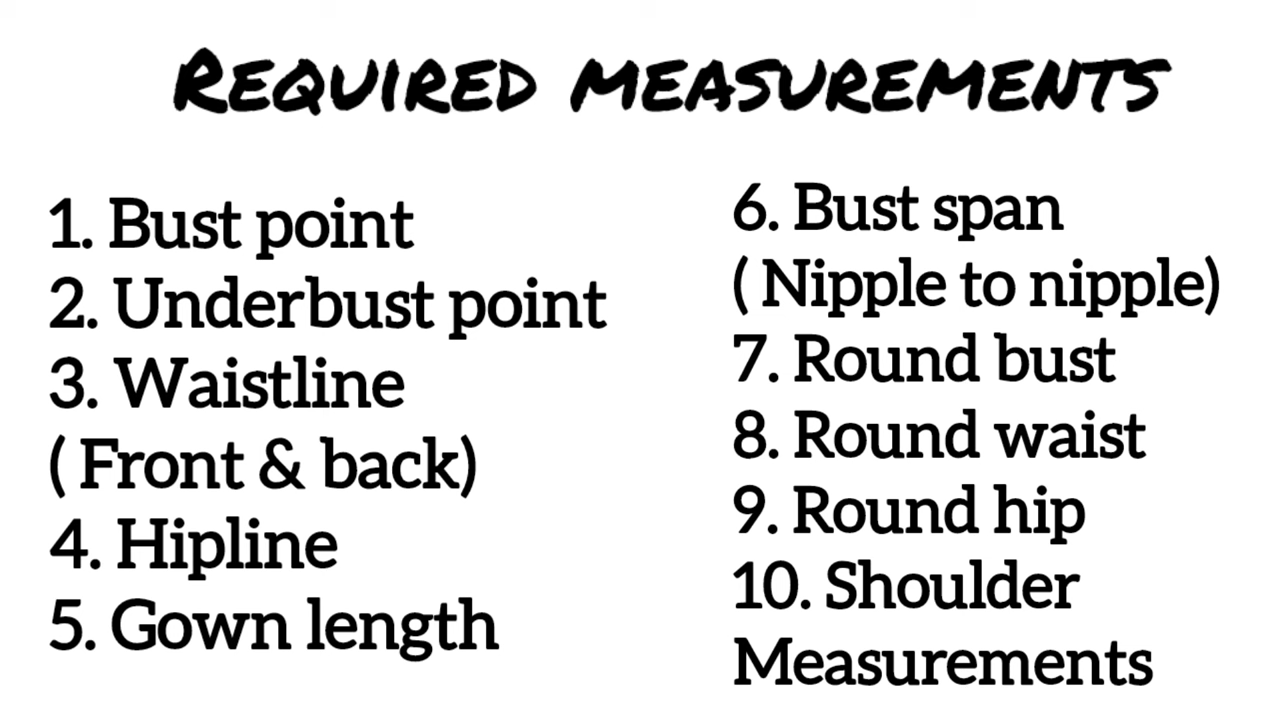 REQUIRED MEASUREMENTS
1. Bust point
2. Underbust point
3. Waistline
( Front & back)
4. Hipline
5. Gown length
6. Bust span
( Nipple to nipple)
7. Round bust
8. Round waist
9. Round hip
10. Shoulder
Measurements